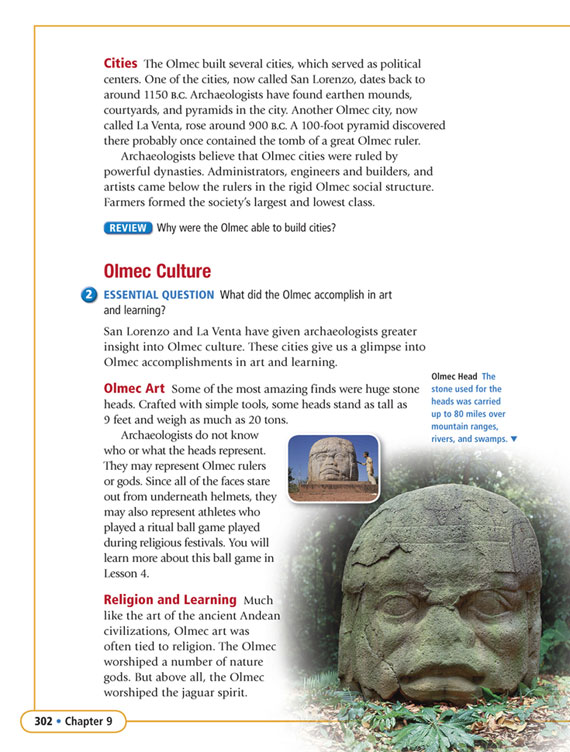 Cities The Olmec built several cities, which served as political
centers. One of the cities, now called San Lorenzo, dates back to
around 1150 B.C. Archaeologists have found earthen mounds,
courtyards, and pyramids in the city. Another Olmec city, now
called La Venta, rose around 900 B.C. A 100-foot pyramid discovered
there probably once contained the tomb of a great Olmec ruler.
Archaeologists believe that Olmec cities were ruled by
powerful dynasties. Administrators, engineers and builders, and
artists came below the rulers in the rigid Olmec social structure.
Farmers formed the society's largest and lowest class.
REVIEW Why were the Olmec able to build cities?
Olmec Culture
2 ESSENTIAL QUESTION What did the Olmec accomplish in art
and learning?
San Lorenzo and La Venta have given archaeologists greater
insight into Olmec culture. These cities give us a glimpse into
Olmec accomplishments in art and learning.
Olmec Art Some of the most amazing finds were huge stone
heads. Crafted with simple tools, some heads stand as tall as
9 feet and weigh as much as 20 tons.
Archaeologists do not know
who or what the heads represent.
They may represent Olmec rulers
or gods. Since all of the faces stare
out from underneath helmets, they
may also represent athletes who
played a ritual ball game played
during religious festivals. You will
learn more about this ball game in
Lesson 4.
Olmec Head The
stone used for the
heads was carried
up to 80 miles over
mountain ranges,
rivers, and swamps. ▼
Religion and Learning Much
like the art of the ancient Andean
civilizations, Olmec art was
often tied to religion. The Olmec
worshiped a number of nature
gods. But above all, the Olmec
worshiped the jaguar spirit.
302 • Chapter 9